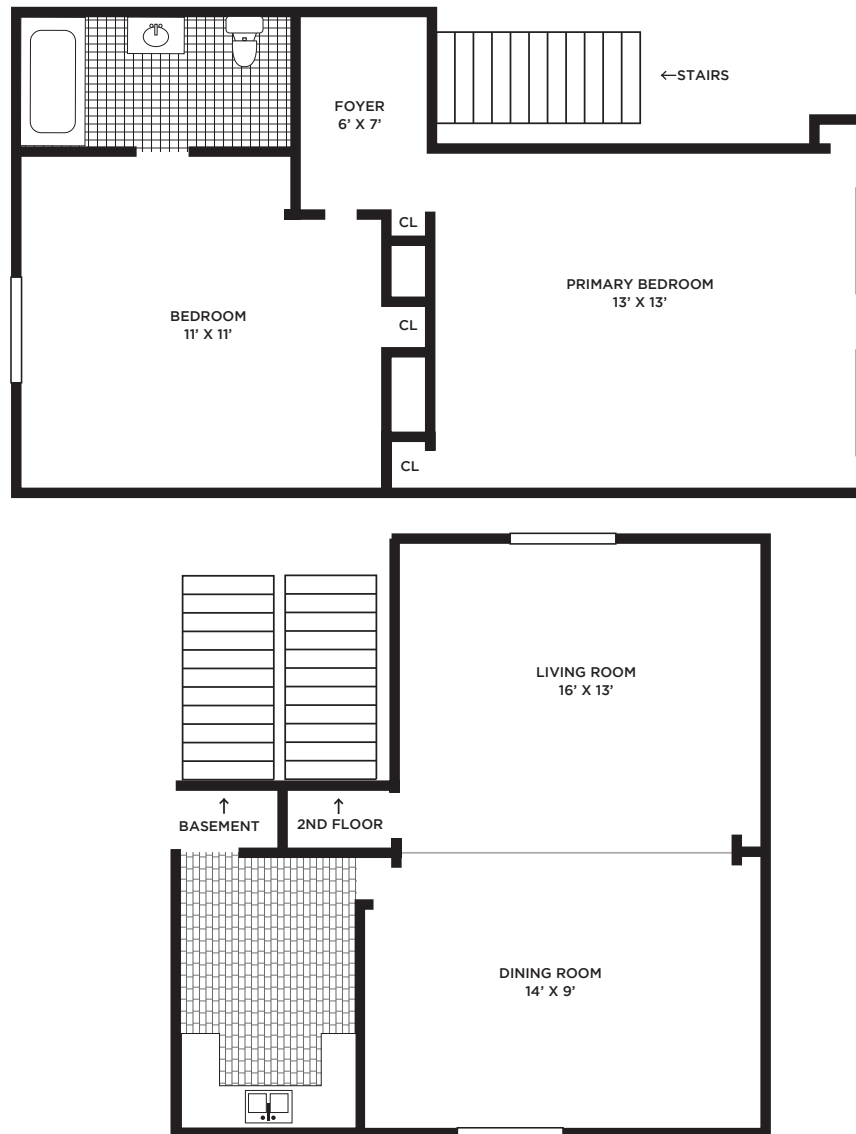 FOYER
6’ X 7’
←STAIRS
CL
PRIMARY BEDROOM
13’ X 13’
BEDROOM
11’ X 11’
CL
CL
LIVING ROOM
16’ X 13’
↑ ↑
BASEMENT 2ND FLOOR
DINING ROOM
14’ X 9’